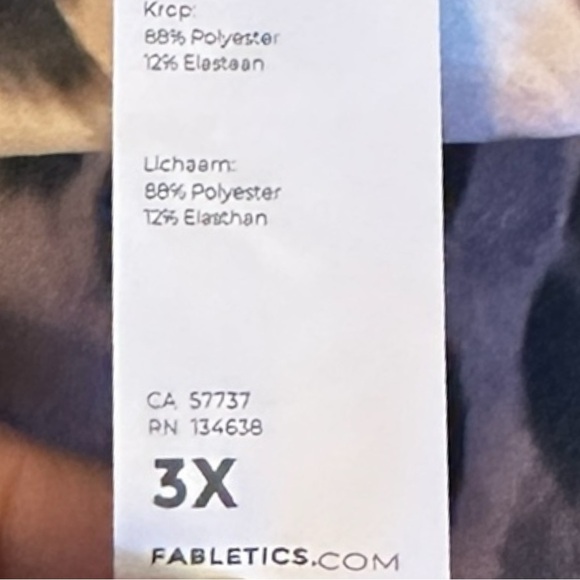 Krop:
88% Polyester
12% Elastaan
Lichaam:
88% Polyester
12% Elasthan
CA 57737
RN 134638
3X
FABLETICS.COM